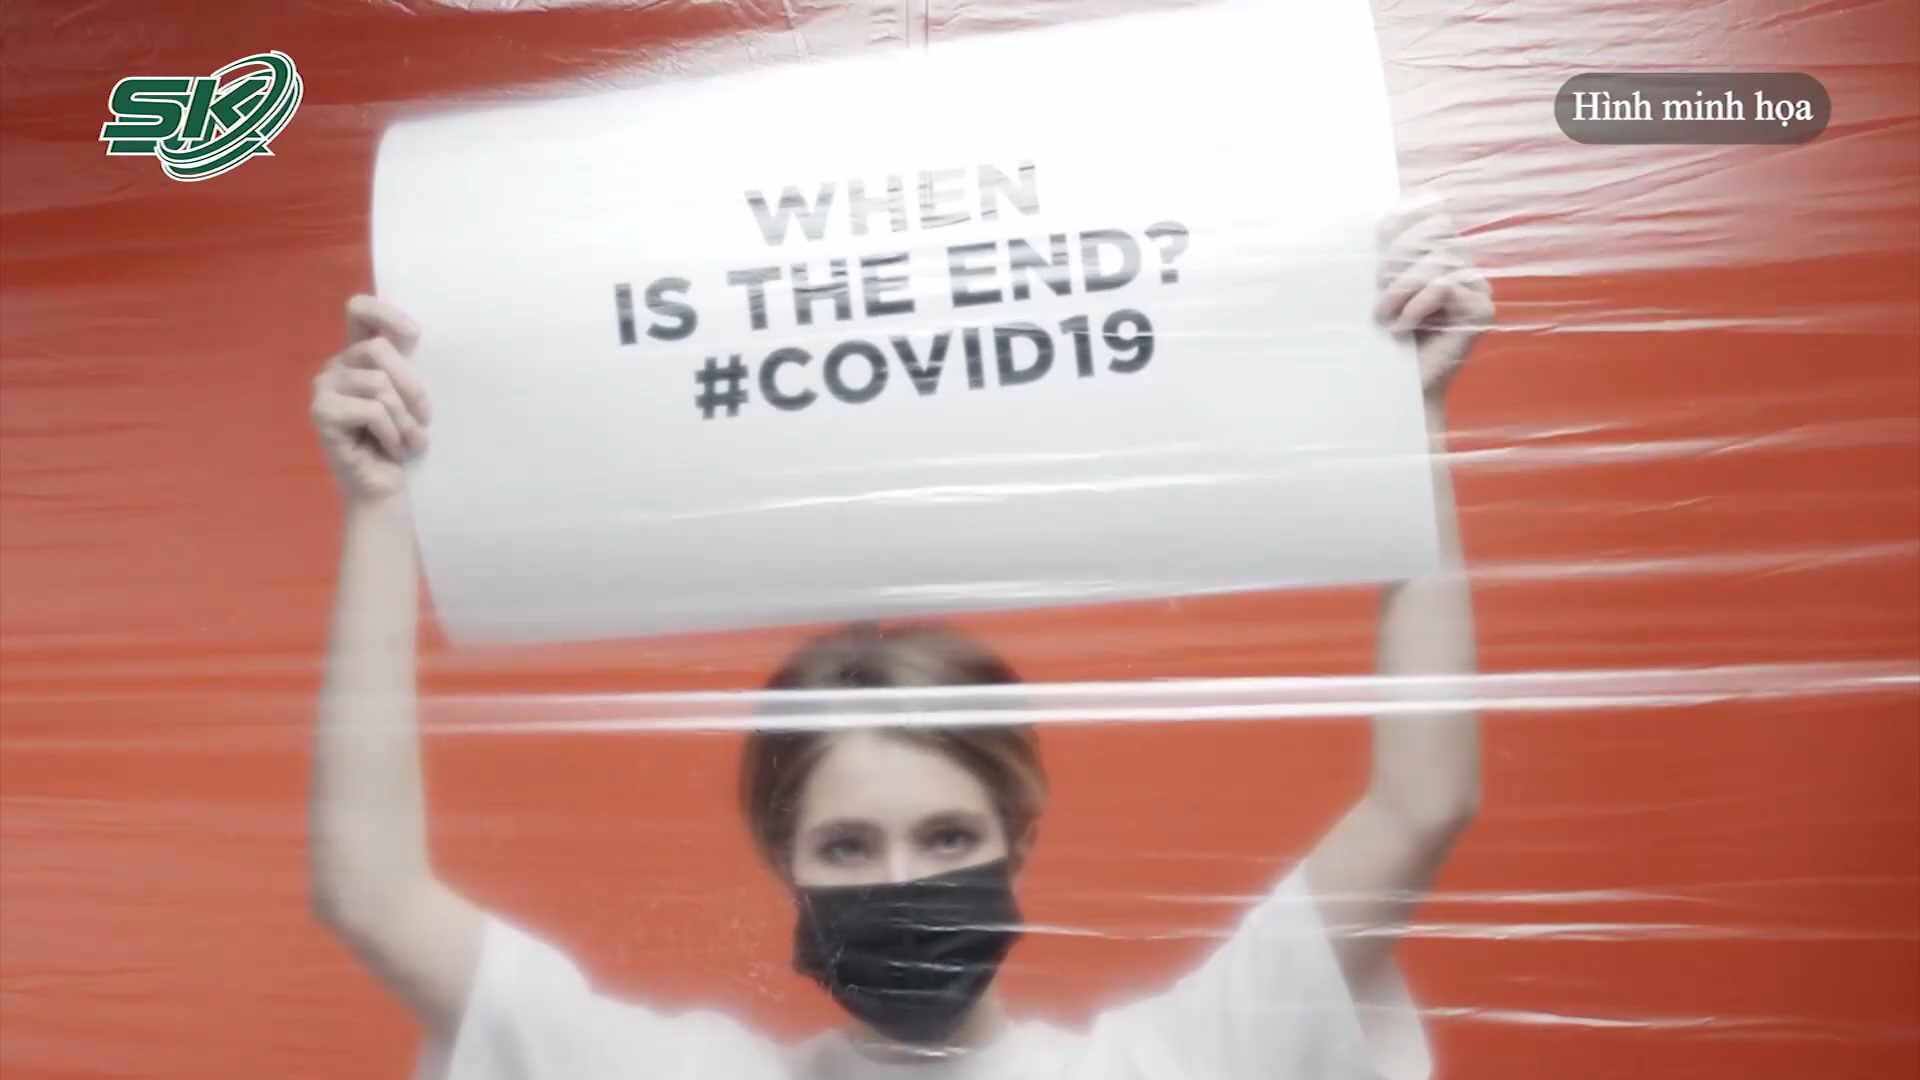 SK
Hình minh họa
WHEN
IS THE END?
#COVID19